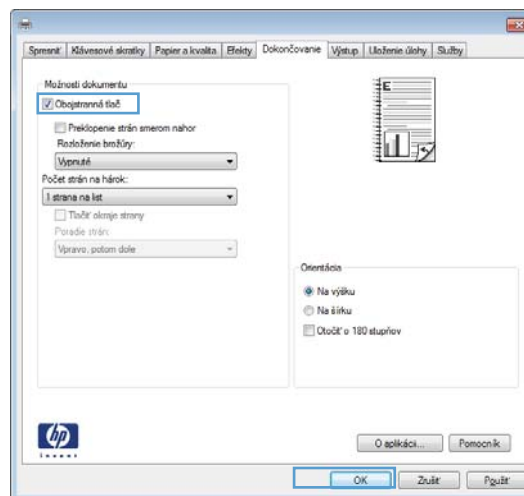 Spresniť Klávesové skratky Papier a kvalita Efekty Dokončovanie Výstup Uloženie úlohy Služby
Možnosti dokumentu
Obojstranná tlač
Preklopenie strán smerom nahor
Rozloženie brožúry:
Vypnuté
Počet strán na hárok:
1 strana na list
Tlačiť okraje strany
Poradie strán:
Vpravo, potom dole
E
Orientácia
Na výšku
Na šírku
Otočiť o 180 stupňov
hp
invent
O aplikácii... Pomocník
OK Zrušiť Použiť